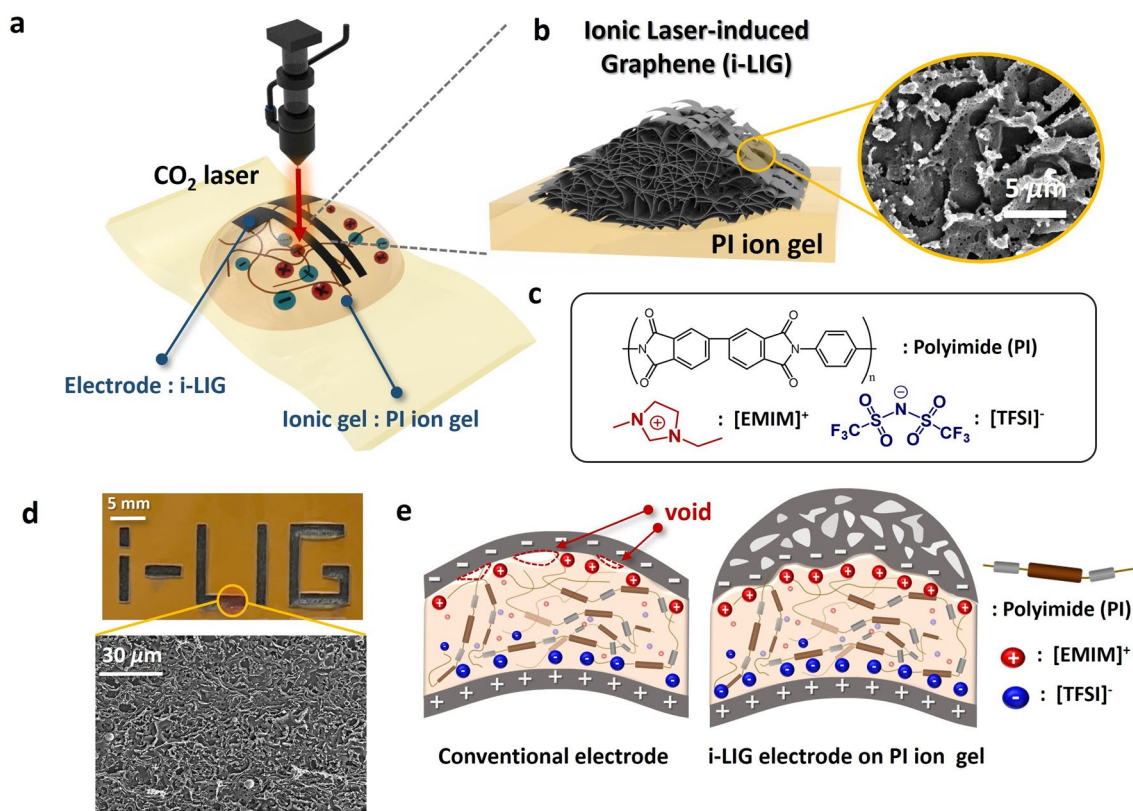 a
CO₂ laser
Electrode : i-LIG
Ionic gel : PI ion gel
b
Ionic Laser-induced
Graphene (i-LIG)
PI ion gel
5 μm
c
O
O
N
N
O
O
n
: Polyimide (PI)
N
+
N
: [EMIM]⁺
O
−
O
S
N
S
F₃C
O
O
CF₃
: [TFSI]⁻
d
5 mm
i-LIG
30 μm
e
void
Conventional electrode
i-LIG electrode on PI ion gel
: Polyimide (PI)
+ : [EMIM]⁺
- : [TFSI]⁻